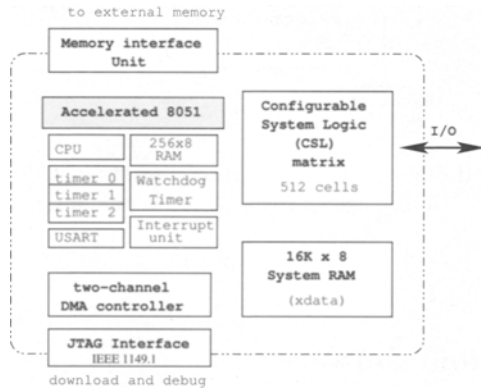 to external memory
Memory interface
Unit
Accelerated 8051
CPU
256x8
RAM
timer 0
timer 1
timer 2
Watchdog
Timer
USART
Interrupt
unit
two-channel
DMA controller
JTAG Interface
IEEE 1149.1
download and debug
Configurable
System Logic
(CSL)
matrix
512 cells
I/O
16K x 8
System RAM
(xdata)